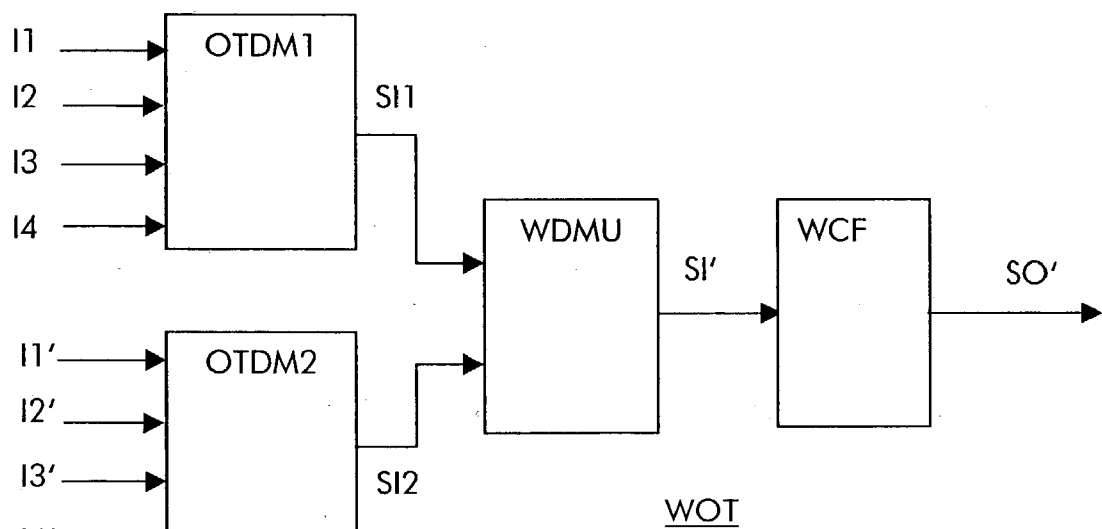 I1
I2
I3
I4
OTDM1
SI1
WDMU
SI'
WCF
SO'
I1'
I2'
I3'
OTDM2
SI2
WOT